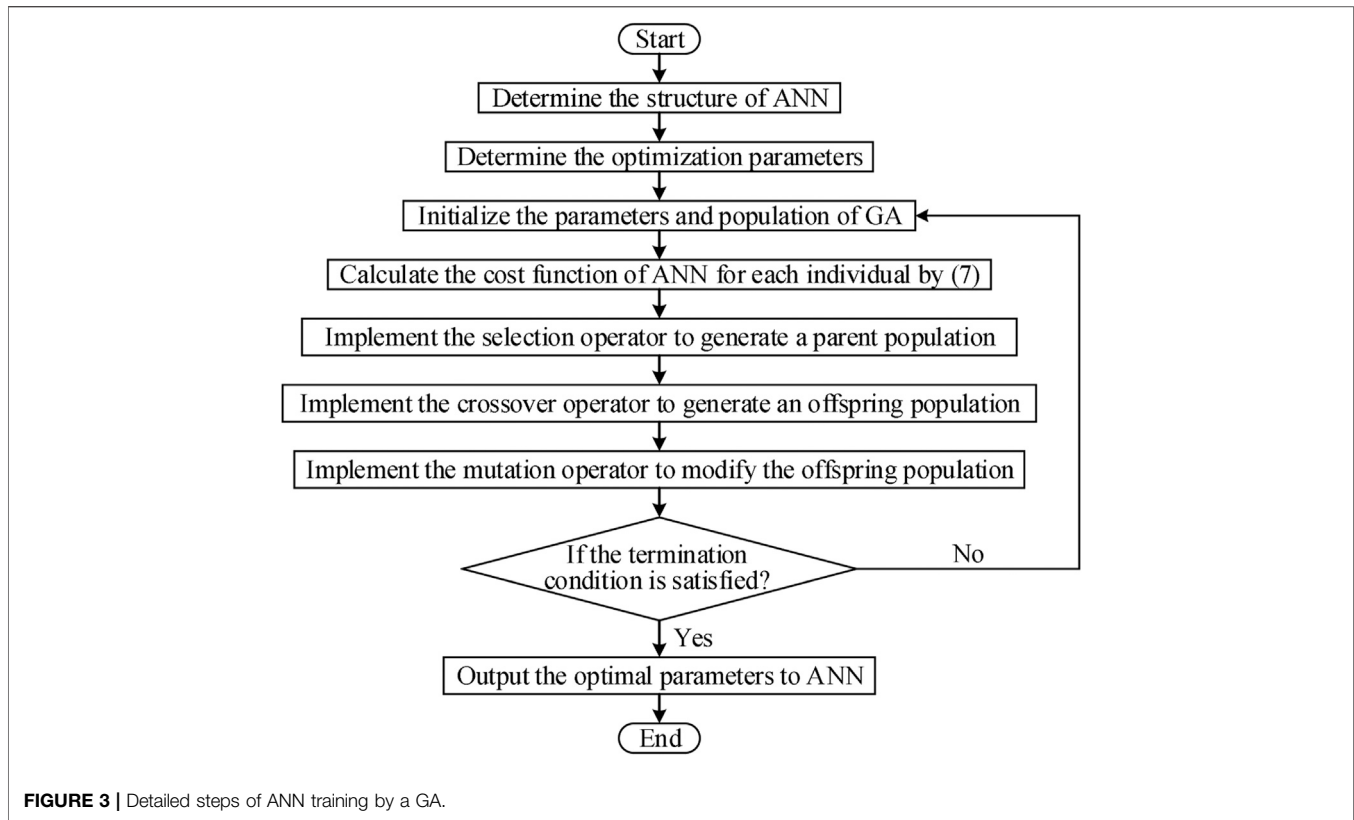 Start
Determine the structure of ANN
Determine the optimization parameters
Initialize the parameters and population of GA
Calculate the cost function of ANN for each individual by (7)
Implement the selection operator to generate a parent population
Implement the crossover operator to generate an offspring population
Implement the mutation operator to modify the offspring population
If the termination
condition is satisfied?
No
Yes
Output the optimal parameters to ANN
End
FIGURE 3 | Detailed steps of ANN training by a GA.